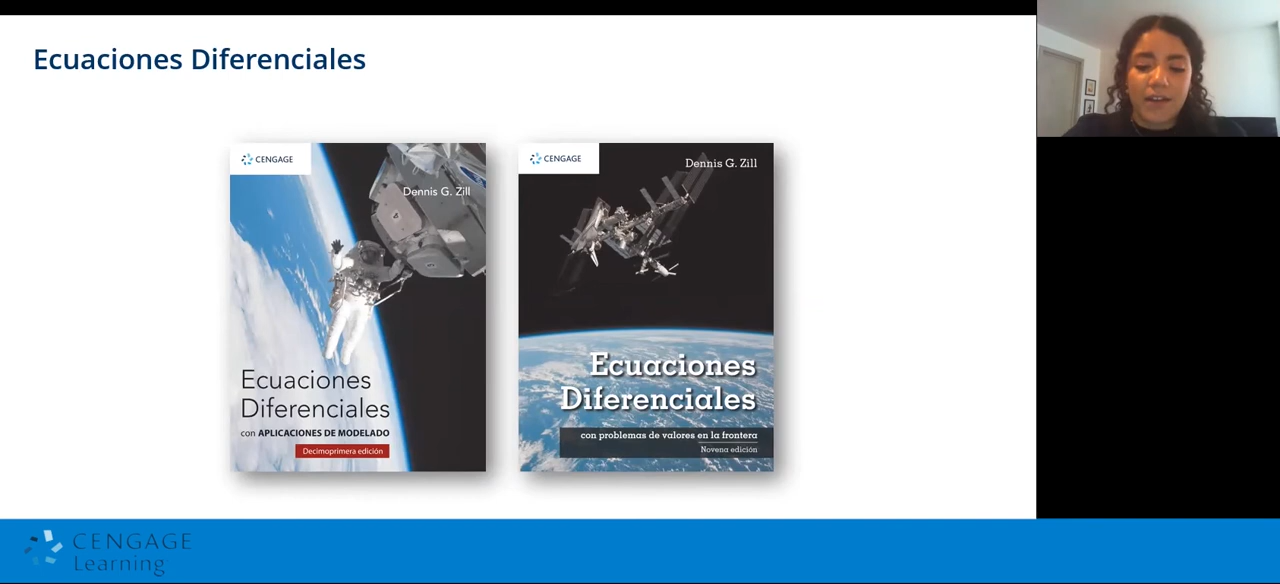 Ecuaciones Diferenciales
CENGAGE
Dennis G. Zill
Ecuaciones
Diferenciales
con APLICACIONES DE MODELADO
Decimoprimera edición
CENGAGE
Dennis G. Zill
Ecuaciones
Diferenciales
con problemas de valores en la frontera
Novena edición
CENGAGE
Learning